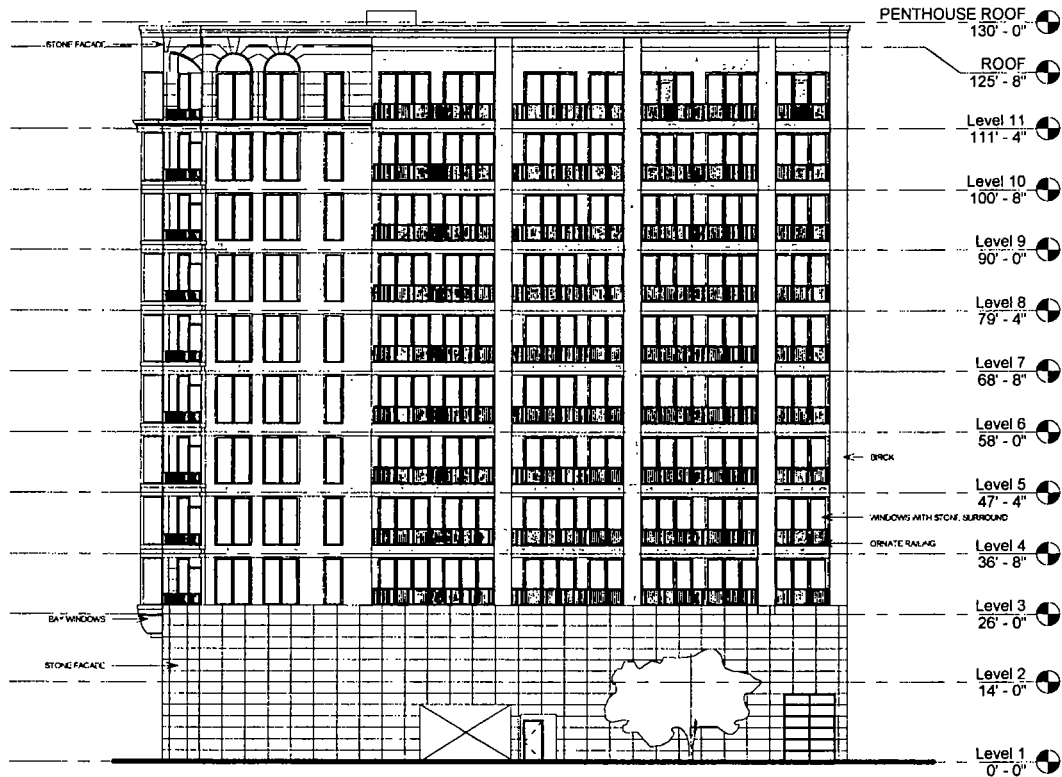 PENTHOUSE ROOF
130' - 0"
STONE FACADE
ROOF
125' - 8"
Level 11
111' - 4"
Level 10
100' - 8"
Level 9
90' - 0"
Level 8
79' - 4"
Level 7
68' - 8"
Level 6
58' - 0"
BIRCK
Level 5
47' - 4"
WINDOWS WITH STONE SURROUND
ORNATE RAILING
Level 4
36' - 8"
Level 3
26' - 0"
BAY WINDOWS
STONE FACADE
Level 2
14' - 0"
Level 1
0' - 0"